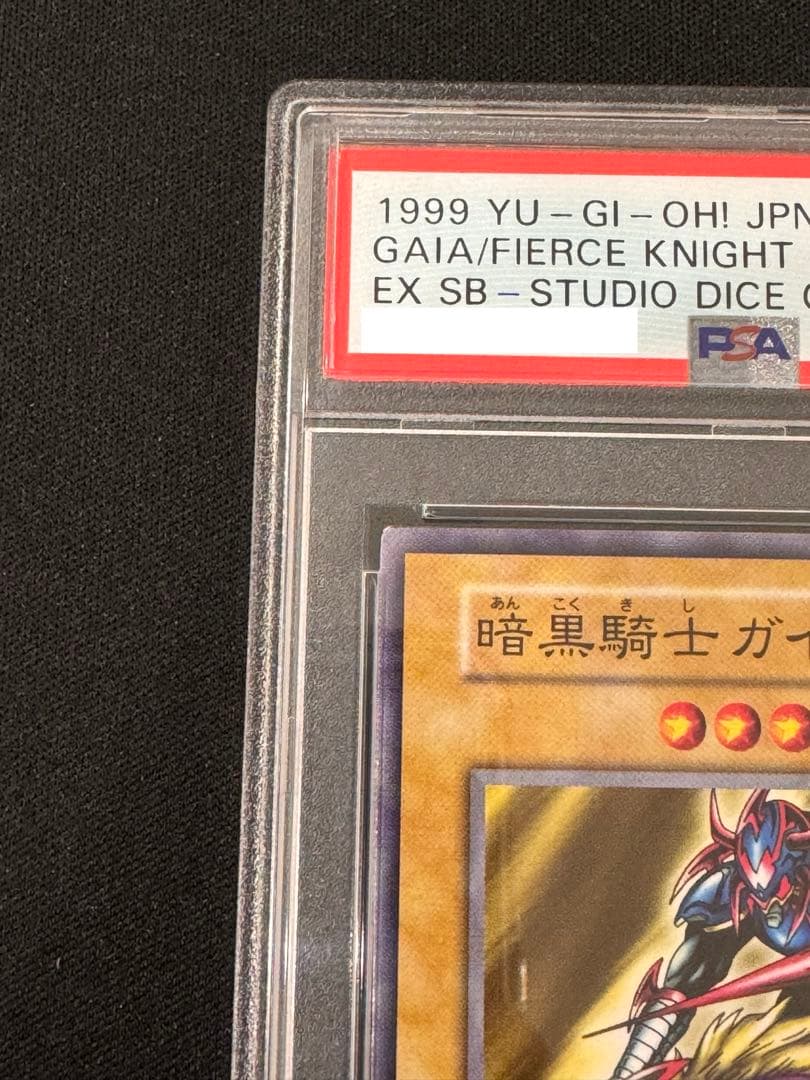 1999 YU-GI-OH! JPN
GAIA/FIERCE KNIGHT
EX SB-STUDIO DICE
PSA
あんこくきし
暗黒騎士ガイ